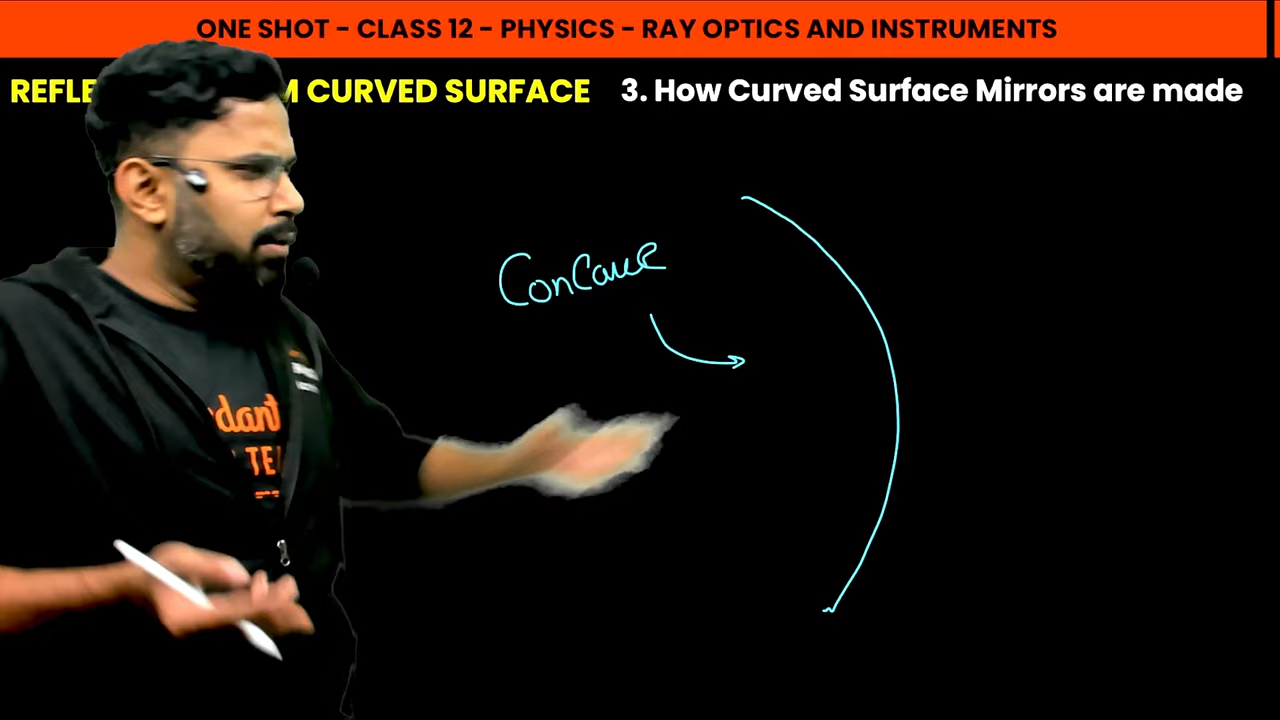 ONE SHOT - CLASS 12 - PHYSICS - RAY OPTICS AND INSTRUMENTS
CURVED SURFACE
3. How Curved Surface Mirrors are made
Concave